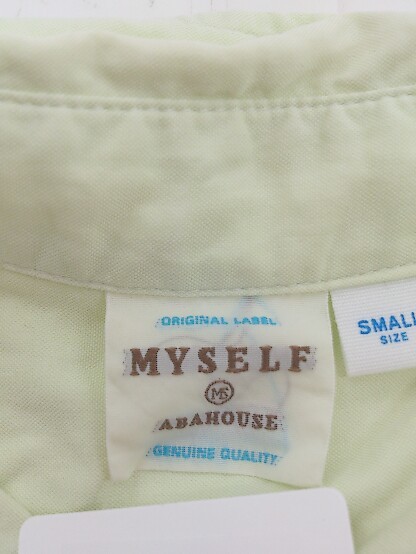 ORIGINAL LABEL
MYSELF
MS
ABAHOUSE
GENUINE QUALITY
SMALL
SIZE